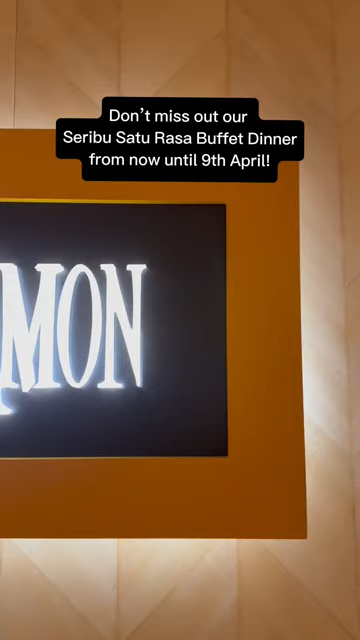 Don't miss out our
Seribu Satu Rasa Buffet Dinner
from now until 9th April!
MON